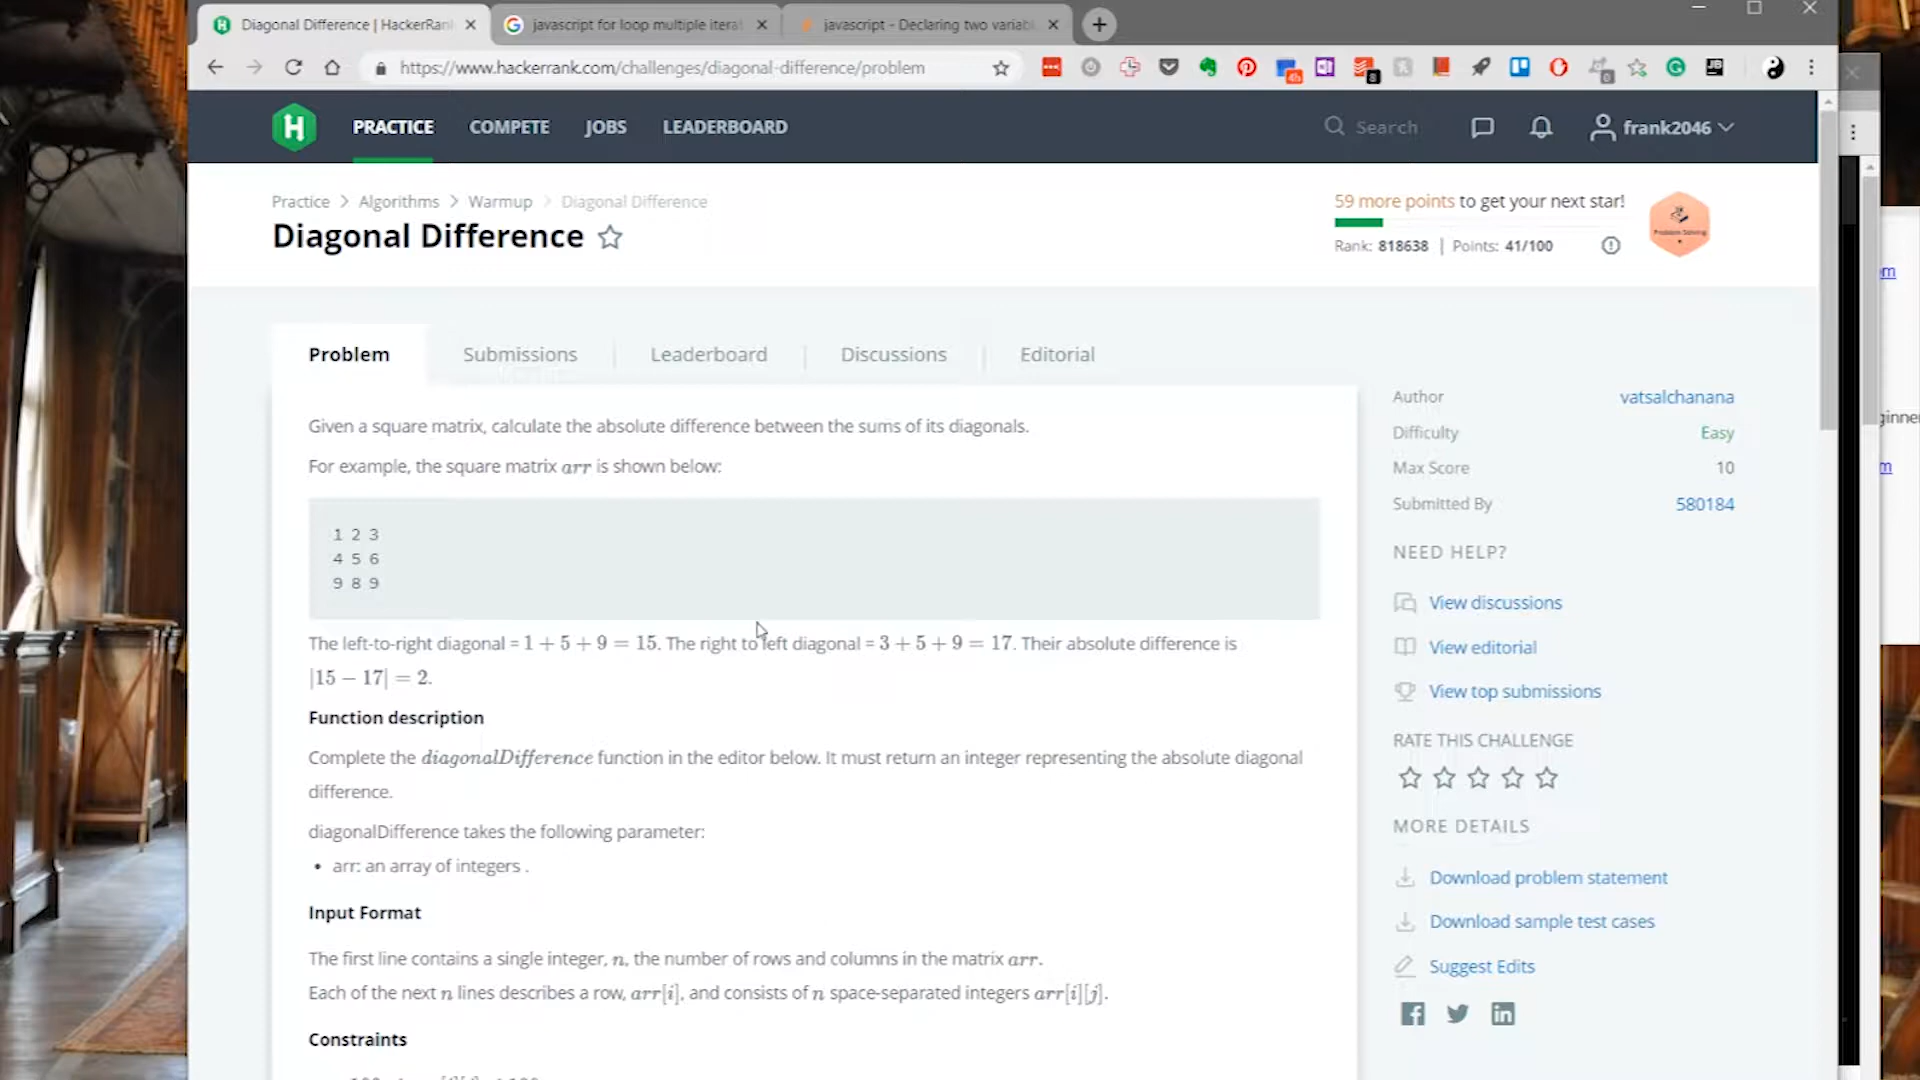 Diagonal Difference | HackerRank
javascript for loop multiple iterat
javascript - Declaring two variabl
https://www.hackerrank.com/challenges/diagonal-difference/problem
PRACTICE
COMPETE
JOBS
LEADERBOARD
Search
frank2046
Practice > Algorithms > Warmup > Diagonal Difference
Diagonal Difference
59 more points to get your next star!
Rank: 818638 | Points: 41/100
Problem Solving
Problem
Submissions
Leaderboard
Discussions
Editorial
Given a square matrix, calculate the absolute difference between the sums of its diagonals.
For example, the square matrix arr is shown below:
1 2 3
4 5 6
9 8 9
The left-to-right diagonal = 1 + 5 + 9 = 15. The right to left diagonal = 3 + 5 + 9 = 17. Their absolute difference is
|15 − 17| = 2.
Function description
Complete the diagonalDifference function in the editor below. It must return an integer representing the absolute diagonal
difference.
diagonalDifference takes the following parameter:
• arr: an array of integers .
Input Format
The first line contains a single integer, n, the number of rows and columns in the matrix arr.
Each of the next n lines describes a row, arr[i], and consists of n space-separated integers arr[i][j].
Constraints
Author vatsalchanana
Difficulty Easy
Max Score 10
Submitted By 580184
NEED HELP?
View discussions
View editorial
View top submissions
RATE THIS CHALLENGE
MORE DETAILS
Download problem statement
Download sample test cases
Suggest Edits